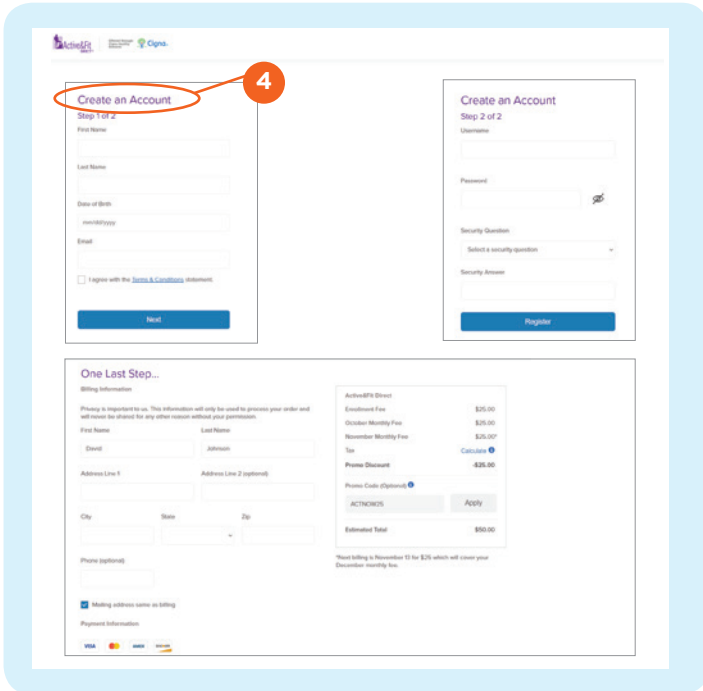 Active&Fit
DIRECT
Cigna.
4
Create an Account
Step 1 of 2
First Name
Last Name
Date of Birth
mm/dd/yyyy
Email
I agree with the Terms & Conditions statement.
Next
Create an Account
Step 2 of 2
Username
Password
Security Question
Select a security question
Security Answer
Register
One Last Step...
Billing Information
Privacy is important to us. This information will only be used to process your order and
will never be shared for any other reason without your permission.
First Name Last Name
David Johnson
Address Line 1 Address Line 2 (optional)
City State Zip
Phone (optional)
Mailing address same as billing
Payment Information
VISA
Active&Fit Direct
Enrollment Fee $25.00
October Monthly Fee $25.00
November Monthly Fee $25.00*
Tax Calculate
Promo Discount -$25.00
Promo Code (Optional)
ACTNOW25 Apply
Estimated Total $50.00
*Next billing is November 13 for $25 which will cover your
December monthly fee.